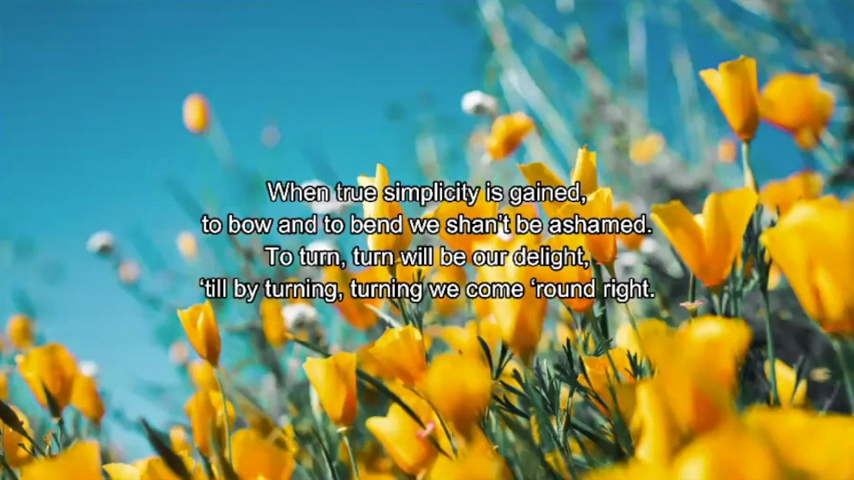 When true simplicity is gained,
to bow and to bend we shan't be ashamed.
To turn, turn will be our delight,
‘till by turning, turning we come ‘round right.